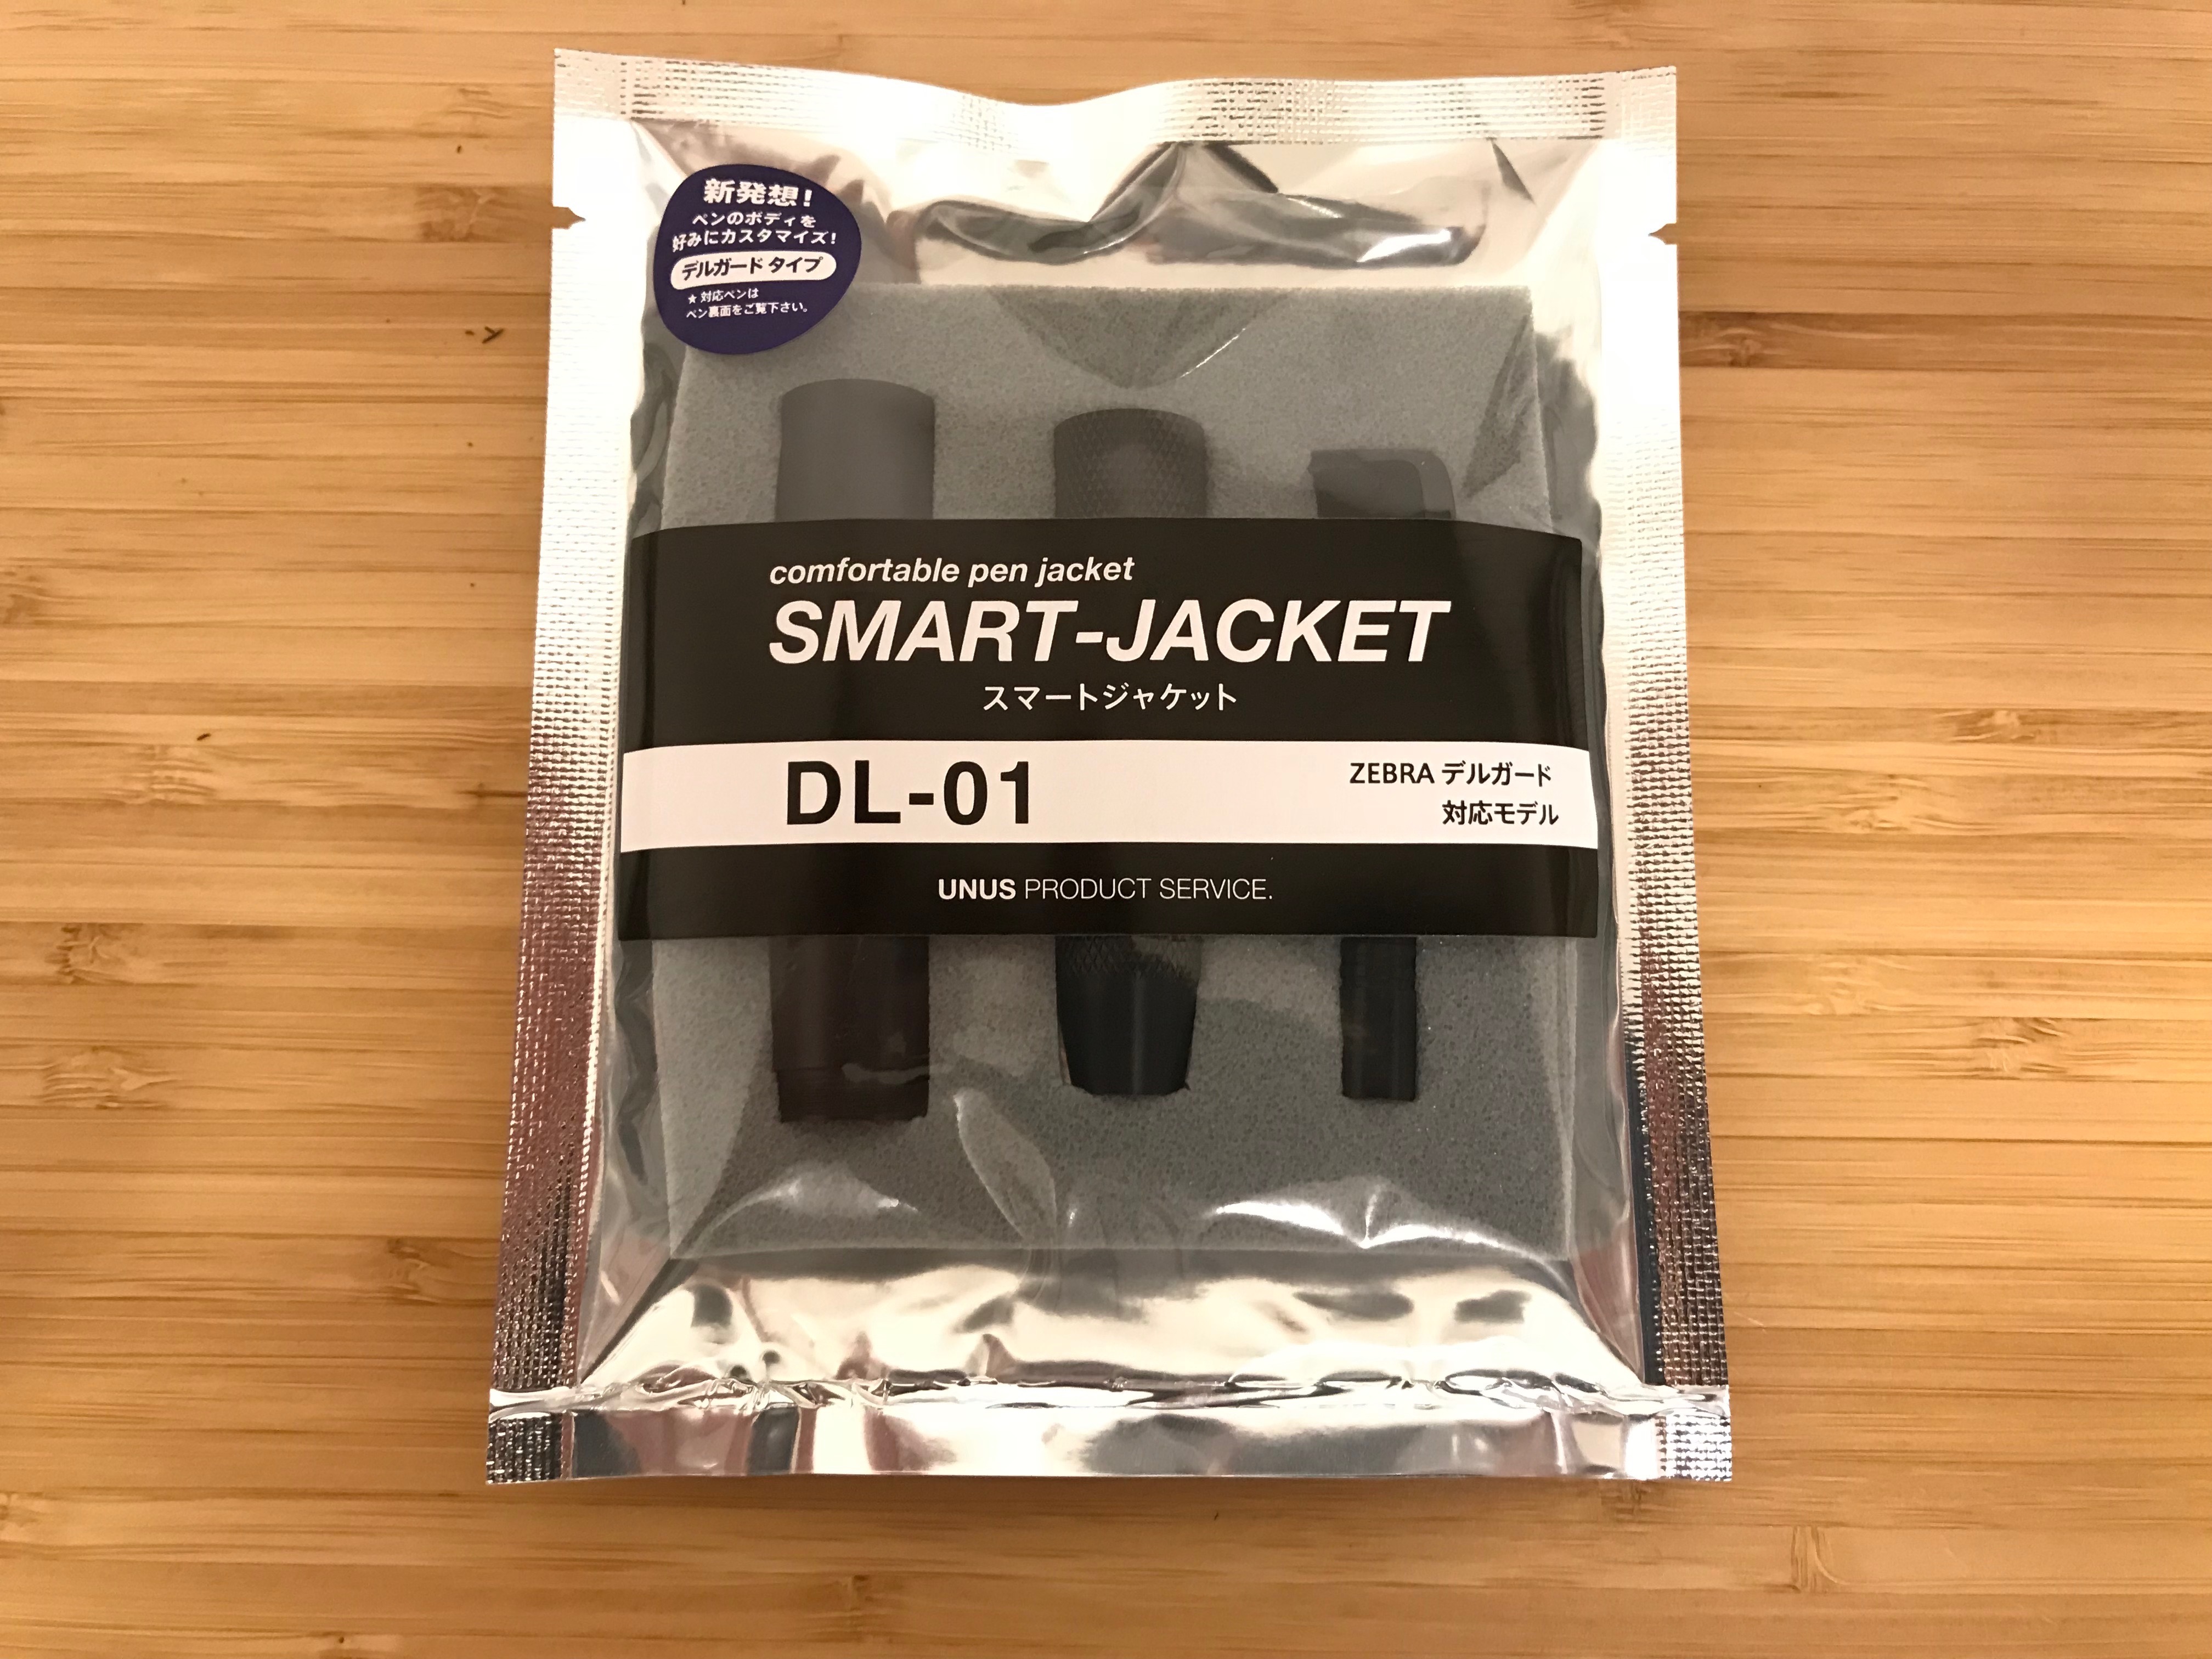 新発想!
ペンのボディを
好みにカスタマイズ!
デルガード タイプ
★ 対応ペンは
ペン裏面をご覧下さい。
comfortable pen jacket
SMART-JACKET
スマートジャケット
DL-01
ZEBRA デルガード
対応モデル
UNUS PRODUCT SERVICE.